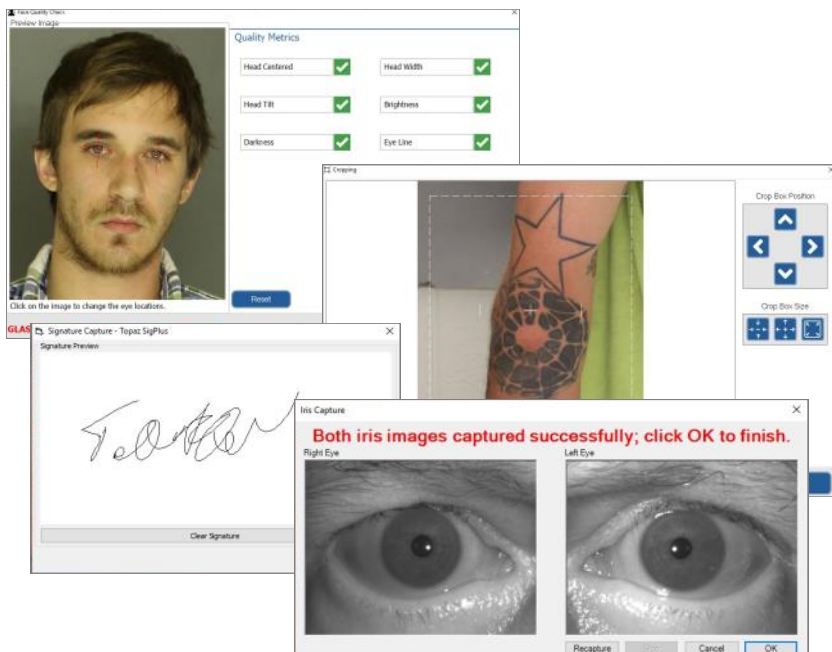 Face Quality Check
Preview Image
Quality Metrics
Head Centered
Head Width
Head Tilt
Brightness
Darkness
Eye Line
Reset
Click on the image to change the eye locations.
GLAS
Cropping
Crop Box Position
Crop Box Size
Signature Capture - Topaz SigPlus
Signature Preview
Clear Signature
Iris Capture
Both iris images captured successfully; click OK to finish.
Right Eye
Left Eye
Recapture
Cancel
OK